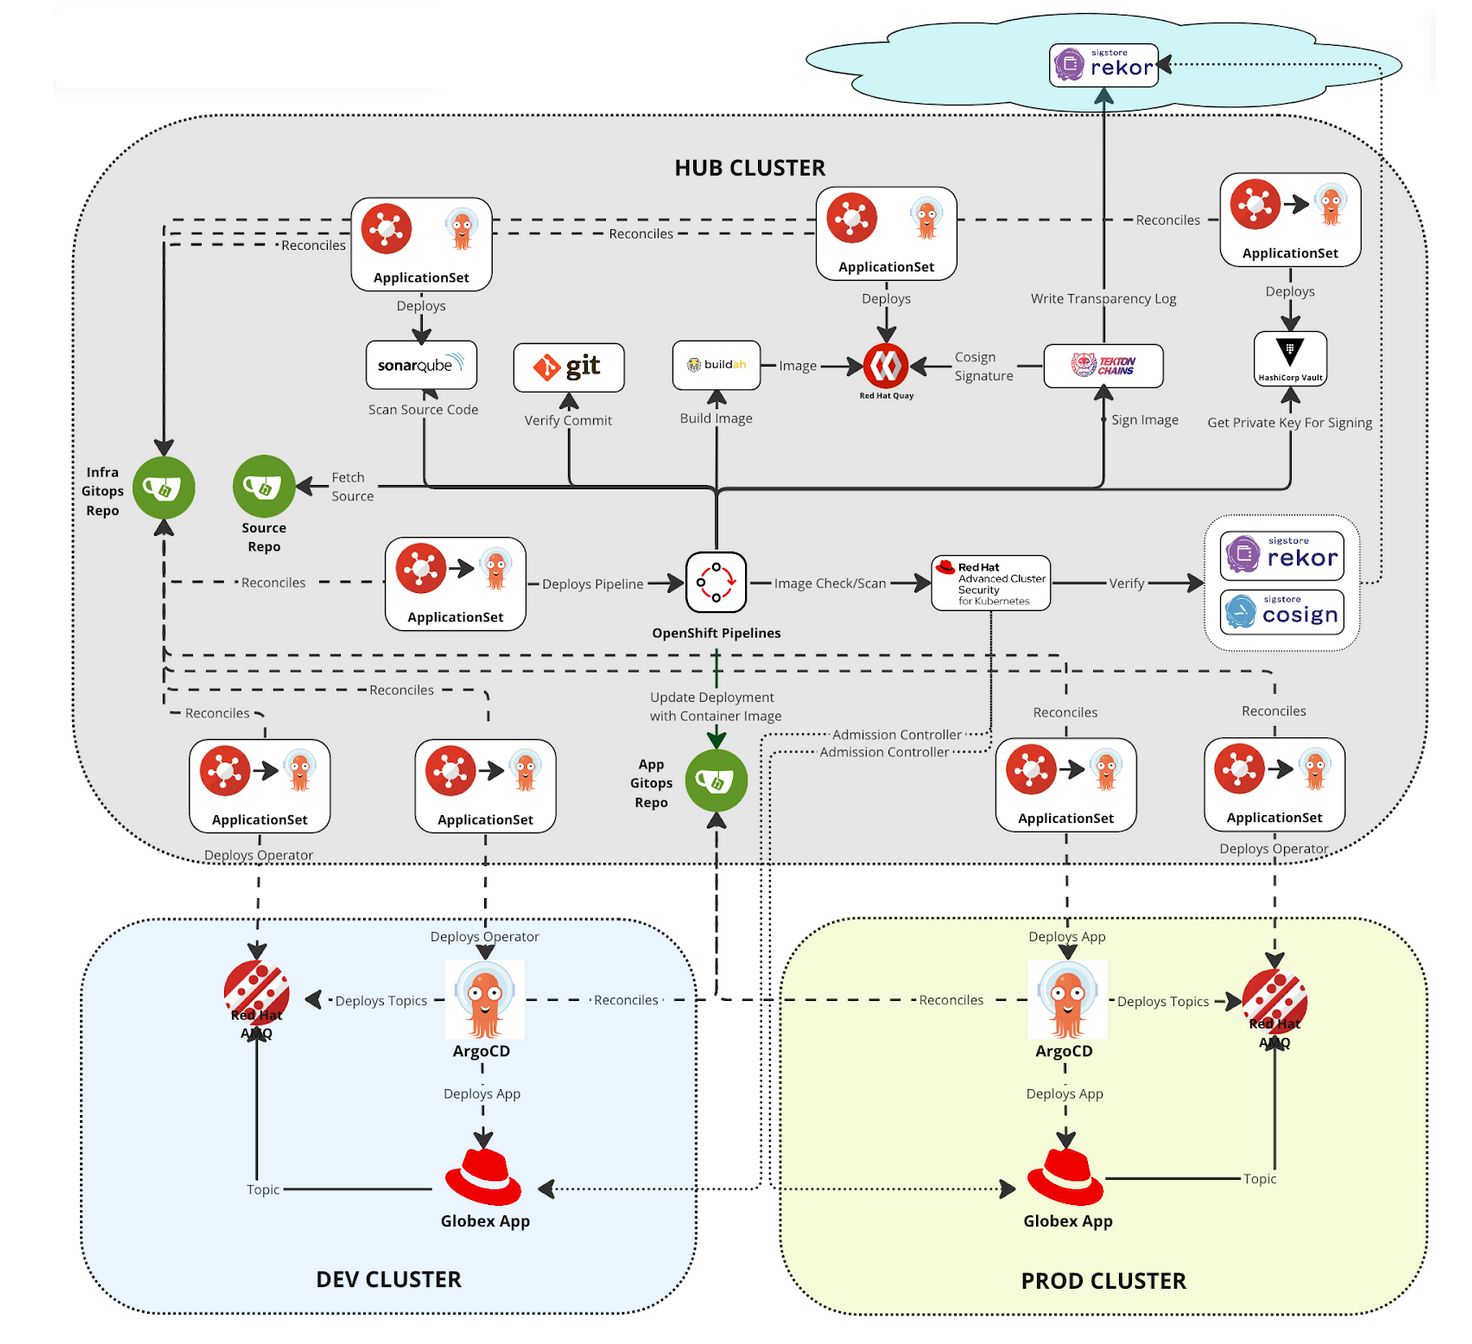 sigstore
rekor
HUB CLUSTER
ApplicationSet
ApplicationSet
ApplicationSet
Reconciles
Reconciles
Reconciles
Deploys
Deploys
Deploys
Write Transparency Log
sonarqube
git
buildah
Image
Red Hat Quay
Cosign
Signature
TEKTON
CHAINS
HashiCorp Vault
Scan Source Code
Verify Commit
Build Image
Sign Image
Get Private Key For Signing
Infra
Gitops
Repo
Fetch
Source
Source
Repo
Reconciles
ApplicationSet
Deploys Pipeline
OpenShift Pipelines
Image Check/Scan
Red Hat
Advanced Cluster
Security
for Kubernetes
Verify
sigstore
rekor
sigstore
cosign
Reconciles
Reconciles
Update Deployment
with Container Image
Admission Controller
Admission Controller
Reconciles
Reconciles
App
Gitops
Repo
ApplicationSet
ApplicationSet
ApplicationSet
ApplicationSet
Deploys Operator
Deploys Operator
Deploys Operator
Deploys App
Red Hat
AMQ
Deploys Topics
ArgoCD
Reconciles
Reconciles
ArgoCD
Deploys Topics
Red Hat
AMQ
Deploys App
Deploys App
Topic
Globex App
Globex App
Topic
DEV CLUSTER
PROD CLUSTER